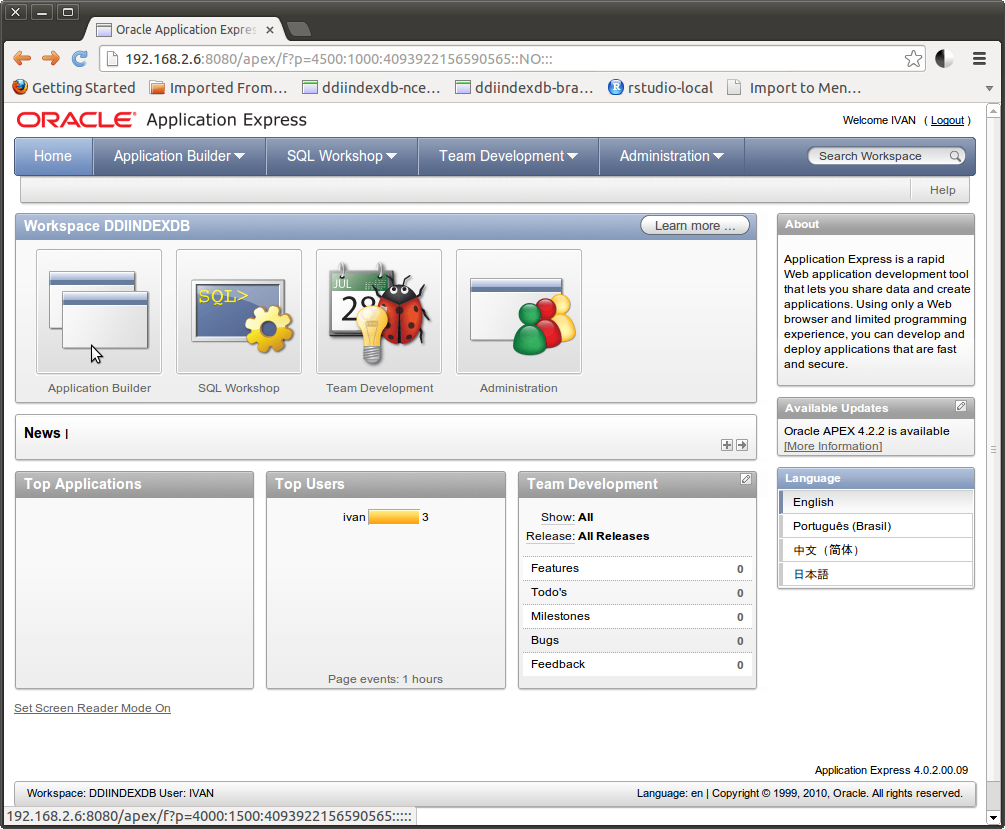 Oracle Application Expres
192.168.2.6:8080/apex/f?p=4500:1000:4093922156590565::NO:::
Getting Started Imported From... ddiindexdb-nce... ddiindexdb-bra... rstudio-local Import to Men...
ORACLE Application Express
Welcome IVAN ( Logout )
Home Application Builder SQL Workshop Team Development Administration Search Workspace
Help
Workspace DDIINDEXDB Learn more ...
SQL>
JUL
28
Application Builder SQL Workshop Team Development Administration
About
Application Express is a rapid
Web application development tool
that lets you share data and create
applications. Using only a Web
browser and limited programming
experience, you can develop and
deploy applications that are fast
and secure.
Available Updates
Oracle APEX 4.2.2 is available
[More Information]
Language
English
Português (Brasil)
中文（简体）
日本語
News |
Top Applications
Top Users
ivan 3
Page events: 1 hours
Team Development
Show: All
Release: All Releases
Features 0
Todo's 0
Milestones 0
Bugs 0
Feedback 0
Set Screen Reader Mode On
Application Express 4.0.2.00.09
Workspace: DDIINDEXDB User: IVAN
Language: en | Copyright © 1999, 2010, Oracle. All rights reserved.
192.168.2.6:8080/apex/f?p=4000:1500:4093922156590565:::::